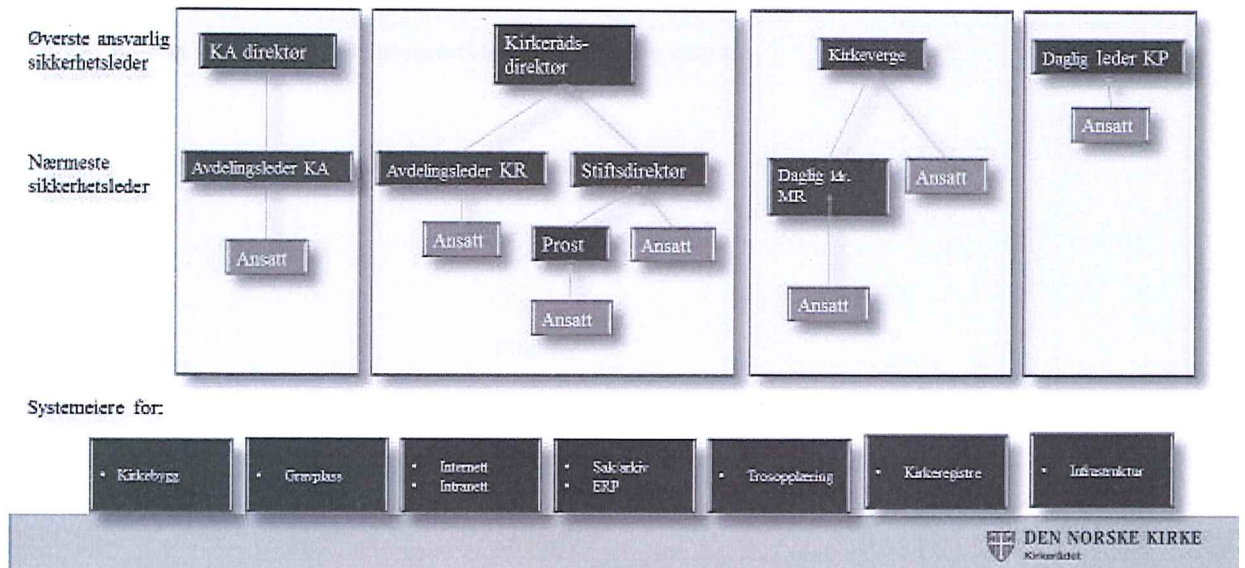 Øverste ansvarlig
sikkerhetsleder
KA direktør
Kirkeråds-
direktør
Kirkeverge
Daglig leder KP
Ansatt
Nærmeste
sikkerhetsleder
Avdelingsleder KA
Avdelingsleder KR
Stiftsdirektør
Daglig ldr.
MR
Ansatt
Ansatt
Ansatt
Prost
Ansatt
Ansatt
Ansatt
Systemeiere for:
• Kirkebygg
• Gravplass
• Internett
• Intranett
• Sak/arkiv
• ERP
• Trosopplæring
• Kirkeregistre
• Infrastruktur
DEN NORSKE KIRKE
Kirkerådet